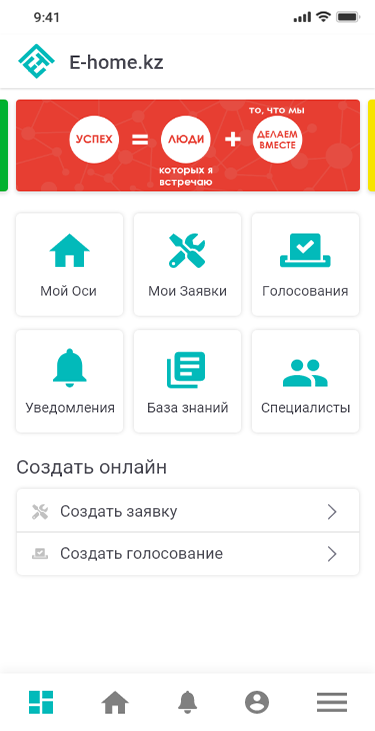 9:41
E-home.kz
УСПЕХ = ЛЮДИ + ДЕЛАЕМ ВМЕСТЕ
то, что мы
которых я
встречаю
Мой Оси
Мои Заявки
Голосования
Уведомления
База знаний
Специалисты
Создать онлайн
Создать заявку
Создать голосование